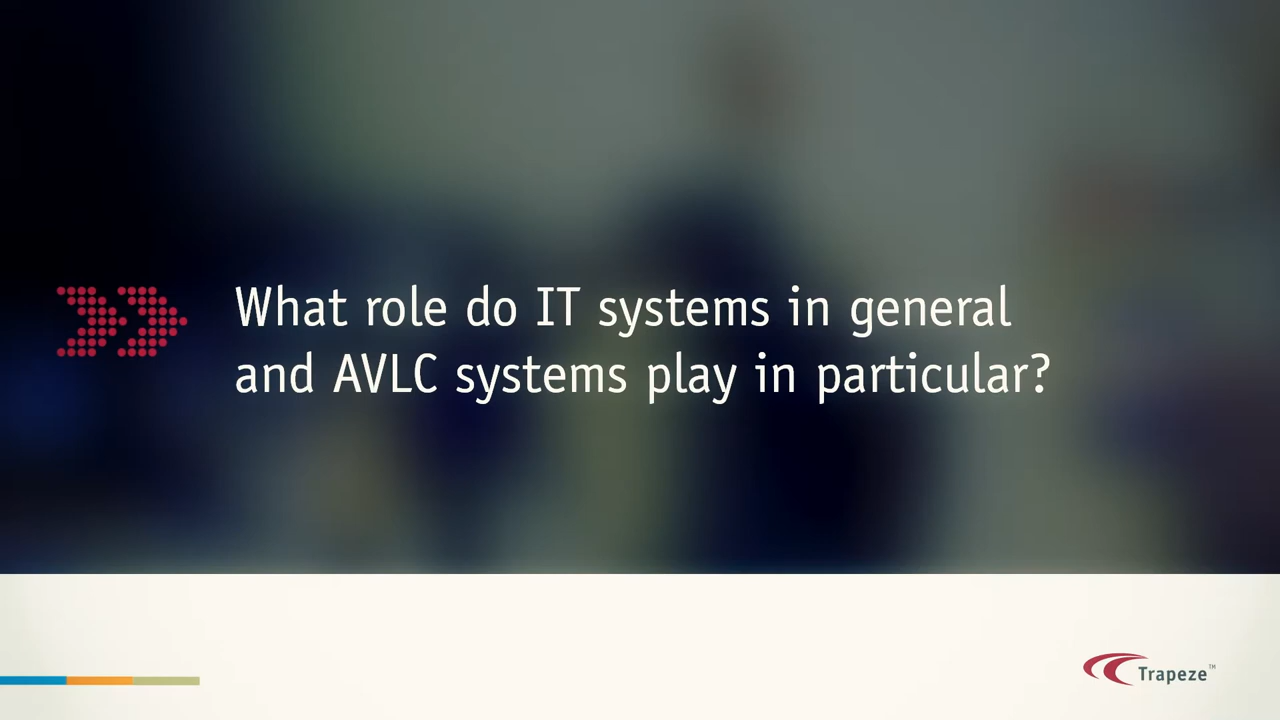 What role do IT systems in general
and AVLC systems play in particular?
Trapeze™